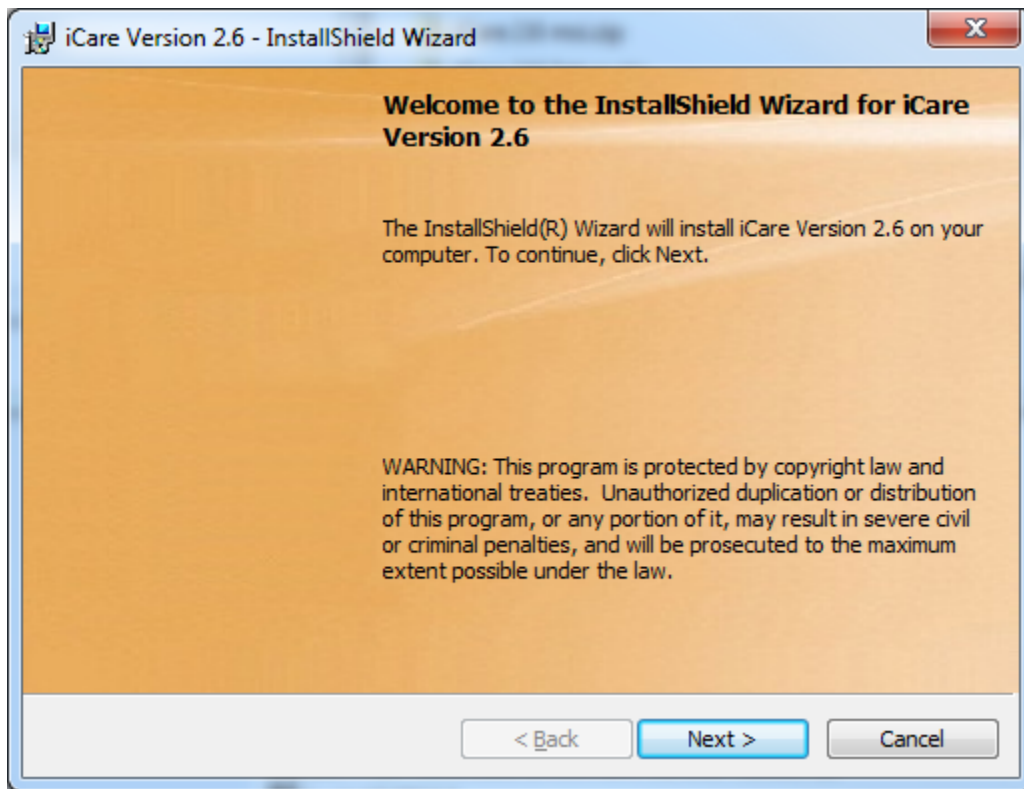 iCare Version 2.6 - InstallShield Wizard
Welcome to the InstallShield Wizard for iCare
Version 2.6
The InstallShield(R) Wizard will install iCare Version 2.6 on your
computer. To continue, click Next.
WARNING: This program is protected by copyright law and
international treaties.  Unauthorized duplication or distribution
of this program, or any portion of it, may result in severe civil
or criminal penalties, and will be prosecuted to the maximum
extent possible under the law.
< Back Next > Cancel